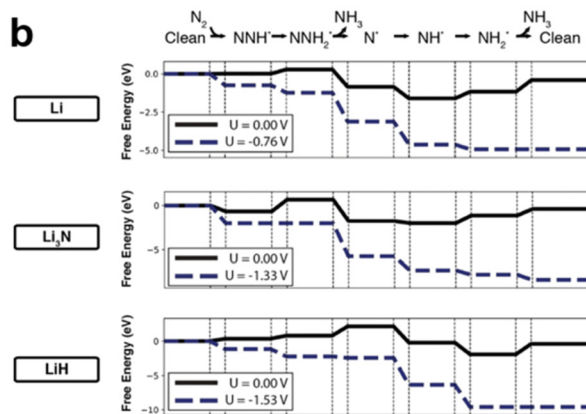 b
N₂ NH₃ NH₃
Clean → NNH* → NNH₂* → N* → NH* → NH₂* → Clean
Li
Free Energy (eV)
0.0
−2.5
−5.0
U = 0.00 V
U = -0.76 V
Li₃N
Free Energy (eV)
0
−5
U = 0.00 V
U = -1.33 V
LiH
Free Energy (eV)
0
−5
−10
U = 0.00 V
U = -1.53 V